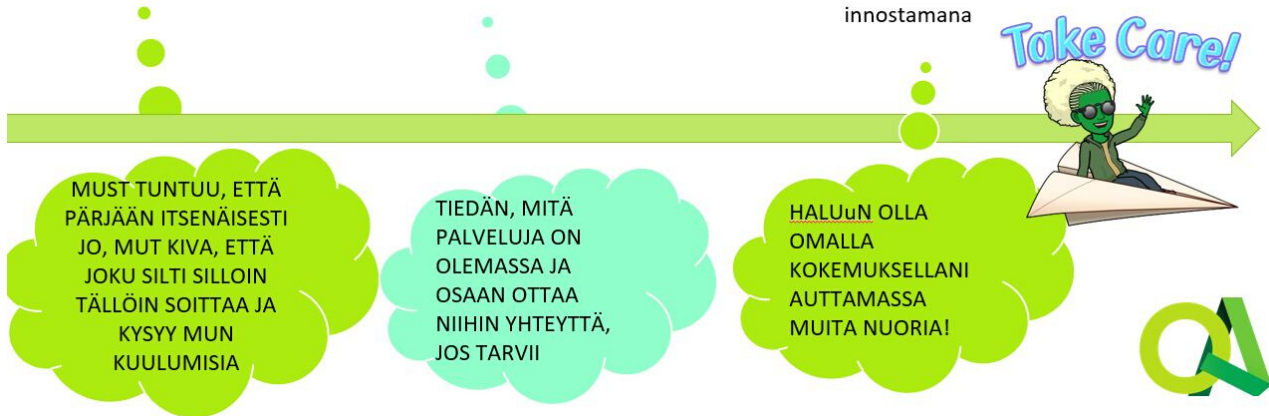 innostamana
Take Care!
MUST TUNTUU, ETTÄ
PÄRJÄÄN ITSENÄISESTI
JO, MUT KIVA, ETTÄ
JOKU SILTI SILLOIN
TÄLLÖIN SOITTAA JA
KYSYY MUN
KUULUMISIA
TIEDÄN, MITÄ
PALVELUJA ON
OLEMASSA JA
OSAAN OTTAA
NIIHIN YHTEYTTÄ,
JOS TARVII
HALUuN OLLA
OMALLA
KOKEMUKSELLANI
AUTTAMASSA
MUITA NUORIA!